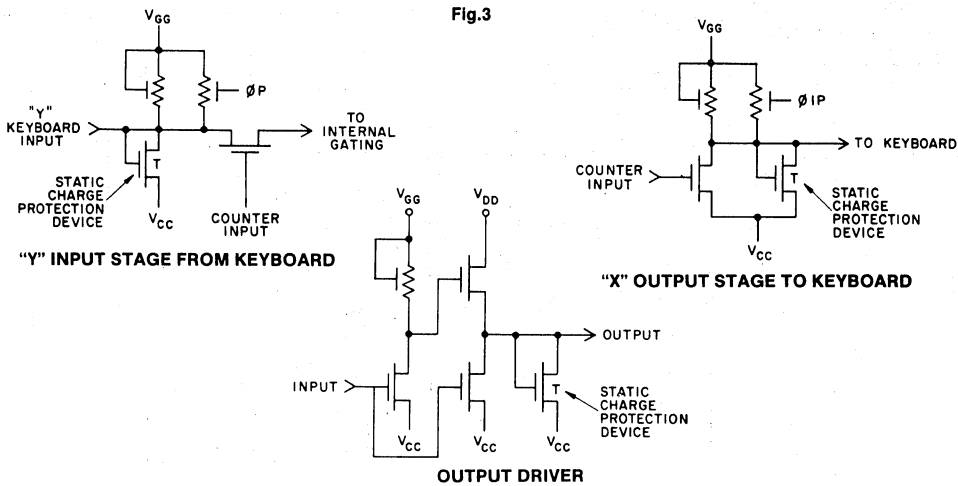 Fig.3
VGG
ØP
"Y"
KEYBOARD
INPUT
TO
INTERNAL
GATING
T
STATIC
CHARGE
PROTECTION
DEVICE
VCC
COUNTER
INPUT
"Y" INPUT STAGE FROM KEYBOARD
VGG
Ø1P
TO KEYBOARD
COUNTER
INPUT
T
STATIC
CHARGE
PROTECTION
DEVICE
VCC
"X" OUTPUT STAGE TO KEYBOARD
VGG
VDD
OUTPUT
INPUT
T
STATIC
CHARGE
PROTECTION
DEVICE
VCC
VCC
VCC
OUTPUT DRIVER